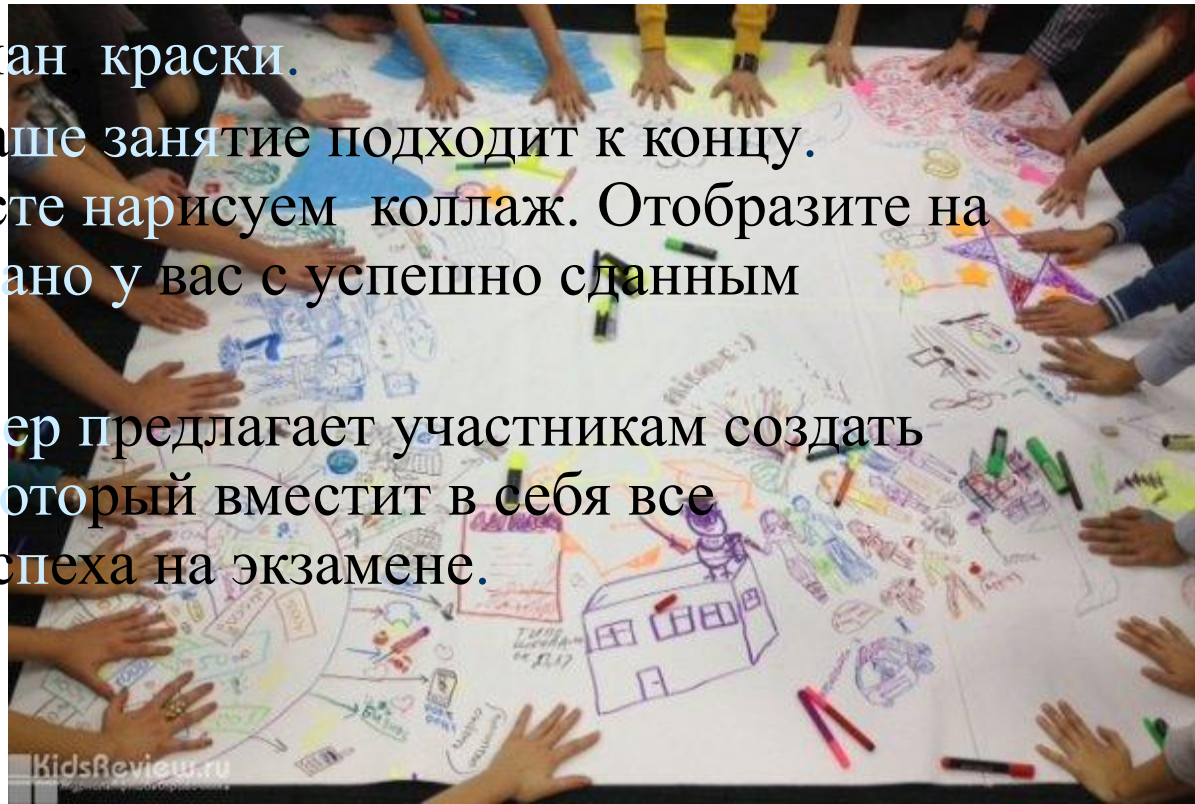 кан, краски.
аше занятие подходит к концу.
сте нарисуем коллаж. Отобразите на
ано у вас с успешно сданным
ер предлагает участникам создать
оторый вместит в себя все
спеха на экзамене.
KidsReview.ru